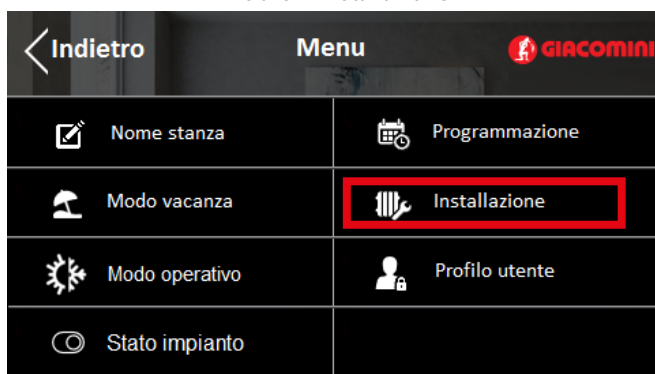 Indietro Menu GIACOMINI
Nome stanza Programmazione
Modo vacanza Installazione
Modo operativo Profilo utente
Stato impianto